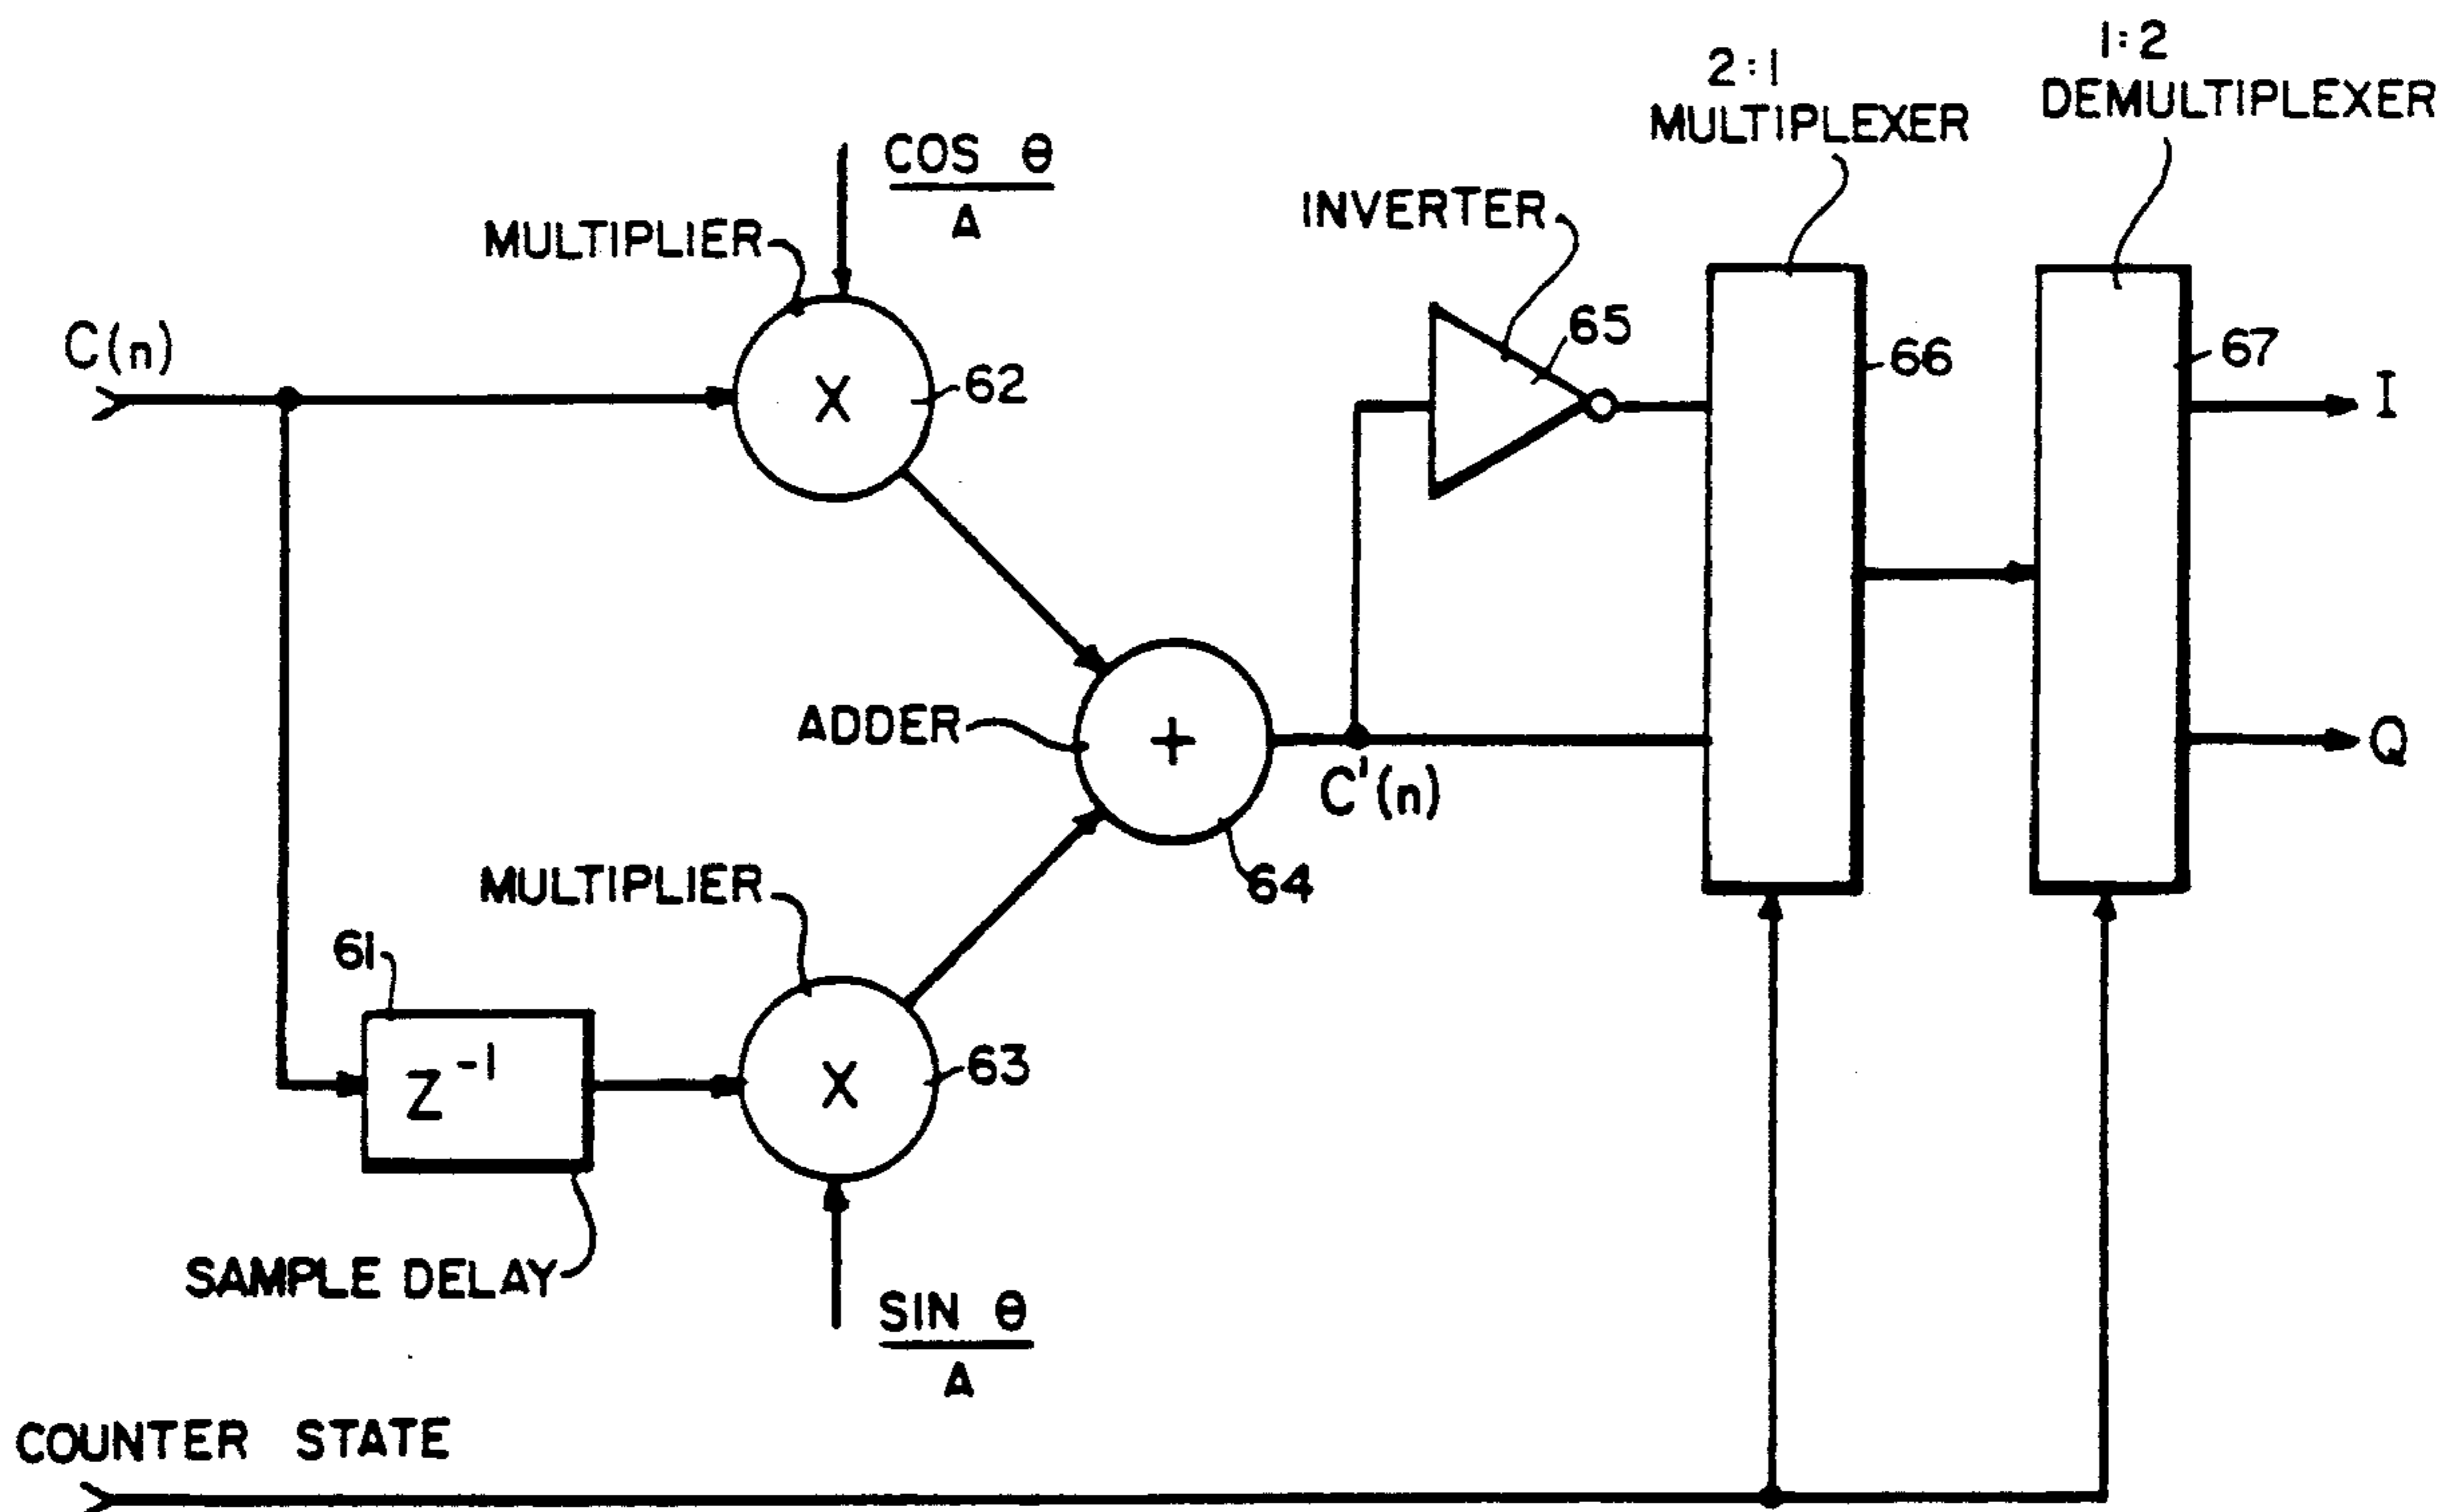 1:2
DEMULTIPLEXER
2:1
MULTIPLEXER
COS θ
A
INVERTER
MULTIPLIER
C(n)
65
66
67
I
X
62
ADDER
+
Q
C'(n)
MULTIPLIER
64
61
Z⁻¹
X
63
SAMPLE DELAY
SIN θ
A
COUNTER STATE